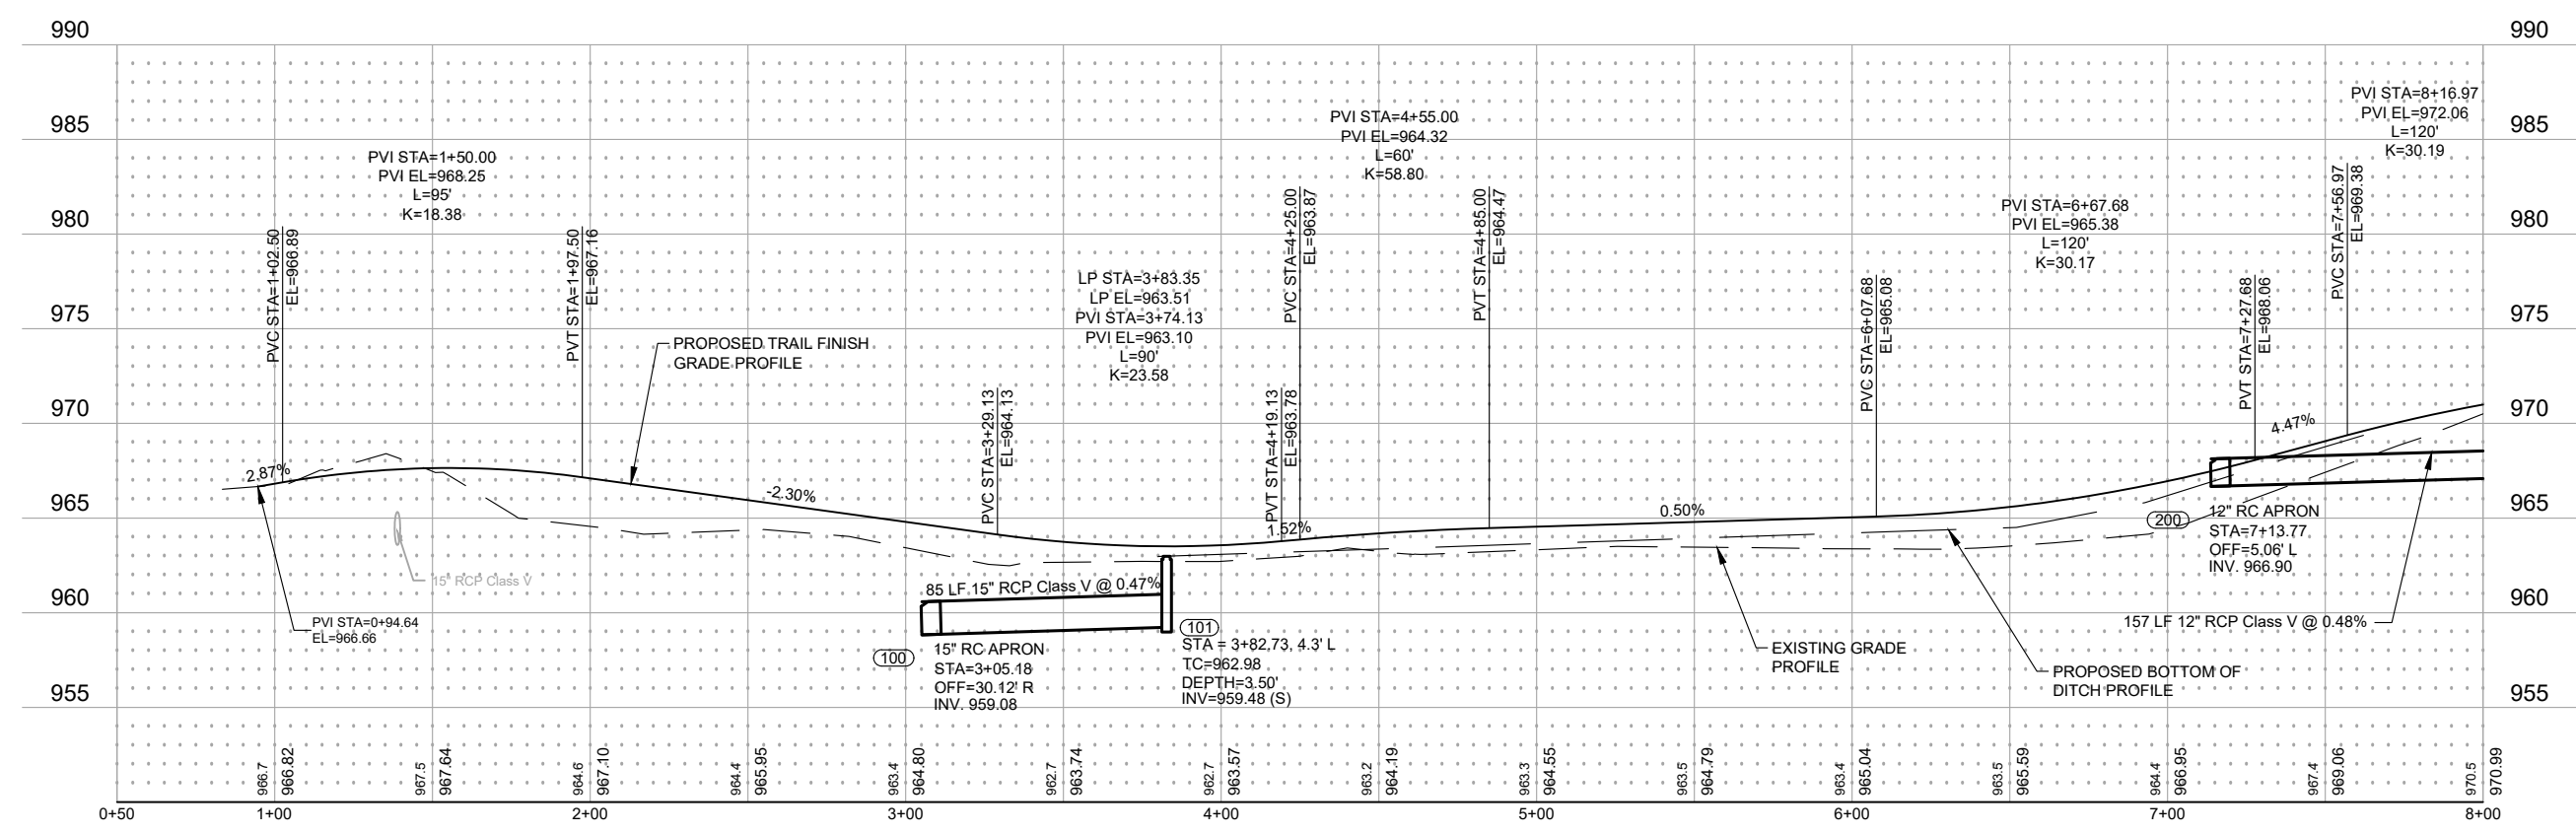 990
985
980
975
970
965
960
955
990
985
980
975
970
965
960
955
PVI STA=1+50.00
PVI EL=968.25
L=95'
K=18.38
PVC STA=1+02.50
EL=966.89
PVT STA=1+97.50
EL=967.16
2.87%
PVI STA=0+94.64
EL=966.66
15" RCP Class V
PROPOSED TRAIL FINISH
GRADE PROFILE
-2.30%
LP STA=3+83.35
LP EL=963.51
PVI STA=3+74.13
PVI EL=963.10
L=90'
K=23.58
PVC STA=3+29.13
EL=964.13
PVT STA=4+19.13
EL=963.78
85 LF 15" RCP Class V @ 0.47%
100
15" RC APRON
STA=3+05.18
OFF=30.12' R
INV. 959.08
101
STA = 3+82.73, 4.3' L
TC=962.98
DEPTH=3.50'
INV=959.48 (S)
PVI STA=4+55.00
PVI EL=964.32
L=60'
K=58.80
PVC STA=4+25.00
EL=963.87
PVT STA=4+85.00
EL=964.47
1.52%
0.50%
EXISTING GRADE
PROFILE
PROPOSED BOTTOM OF
DITCH PROFILE
PVI STA=6+67.68
PVI EL=965.38
L=120'
K=30.17
PVC STA=6+07.68
EL=965.08
PVT STA=7+27.68
EL=968.06
PVI STA=8+16.97
PVI EL=972.06
L=120'
K=30.19
PVC STA=7+56.97
EL=969.38
4.47%
200
12" RC APRON
STA=7+13.77
OFF=5.06' L
INV. 966.90
157 LF 12" RCP Class V @ 0.48%
966.7
966.82
967.5
967.64
964.6
967.10
964.4
965.95
963.4
964.80
962.7
963.74
962.7
963.57
963.2
964.19
963.3
964.55
963.5
964.79
963.4
965.04
963.5
965.59
964.4
966.95
967.4
969.06
970.5
970.99
0+50
1+00
2+00
3+00
4+00
5+00
6+00
7+00
8+00